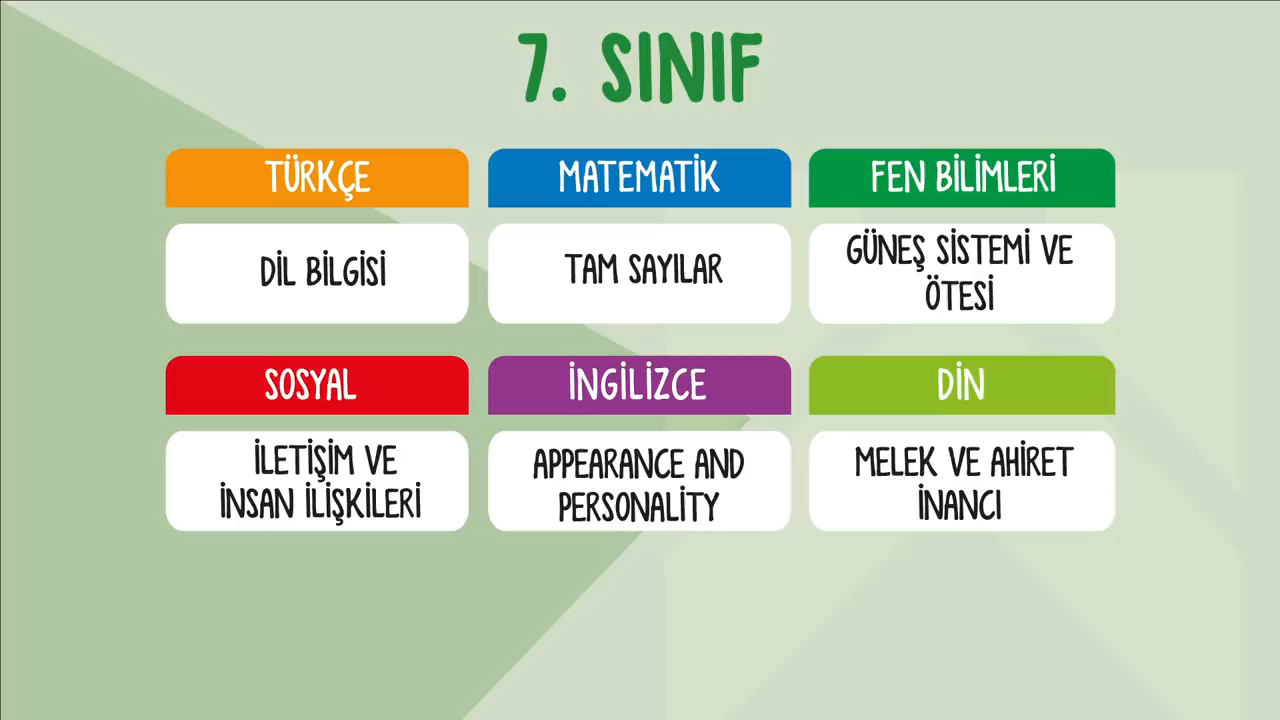 7. SINIF
TÜRKÇE
DİL BİLGİSİ
MATEMATİK
TAM SAYILAR
FEN BİLİMLERİ
GÜNEŞ SİSTEMİ VE
ÖTESİ
SOSYAL
İLETİŞİM VE
İNSAN İLİŞKİLERİ
İNGİLİZCE
APPEARANCE AND
PERSONALITY
DİN
MELEK VE AHİRET
İNANCI